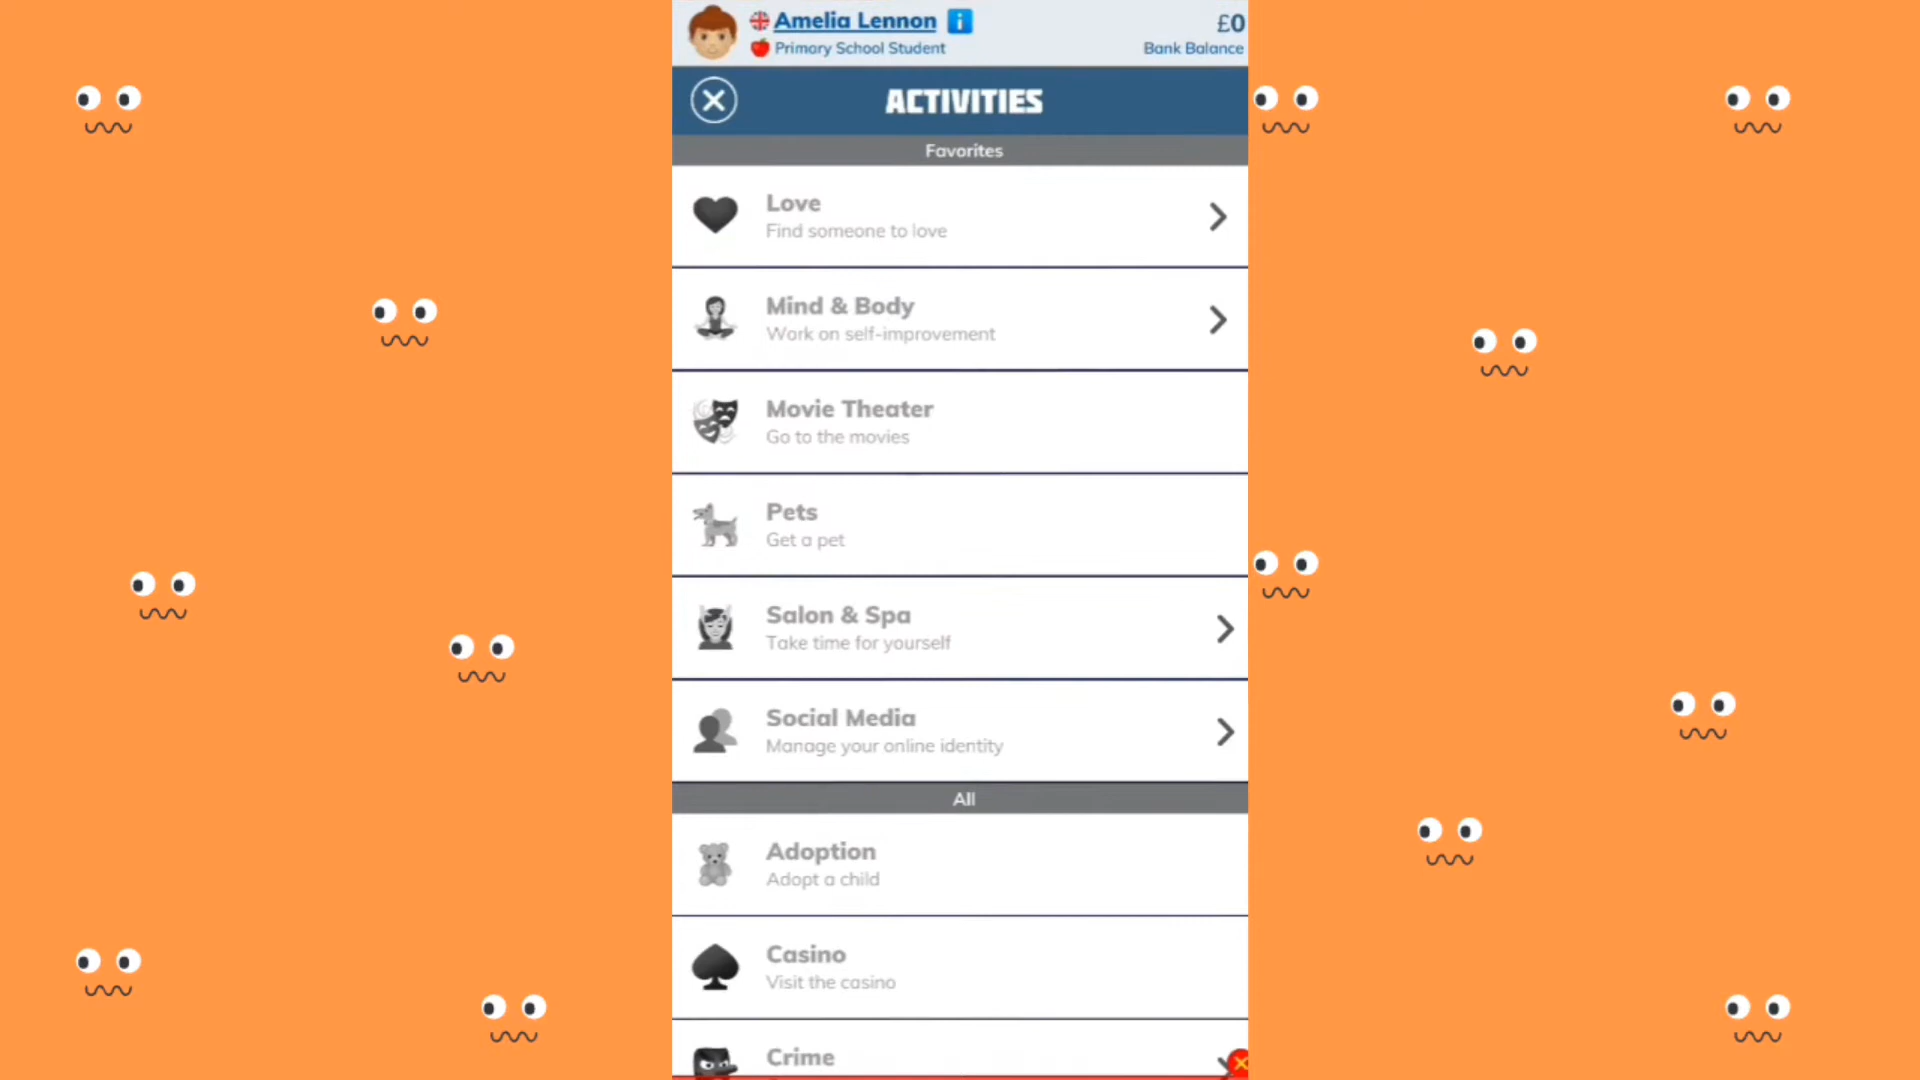 Amelia Lennon
£0
Primary School Student
Bank Balance
ACTIVITIES
Favorites
Love
Find someone to love
Mind & Body
Work on self-improvement
Movie Theater
Go to the movies
Pets
Get a pet
Salon & Spa
Take time for yourself
Social Media
Manage your online identity
All
Adoption
Adopt a child
Casino
Visit the casino
Crime